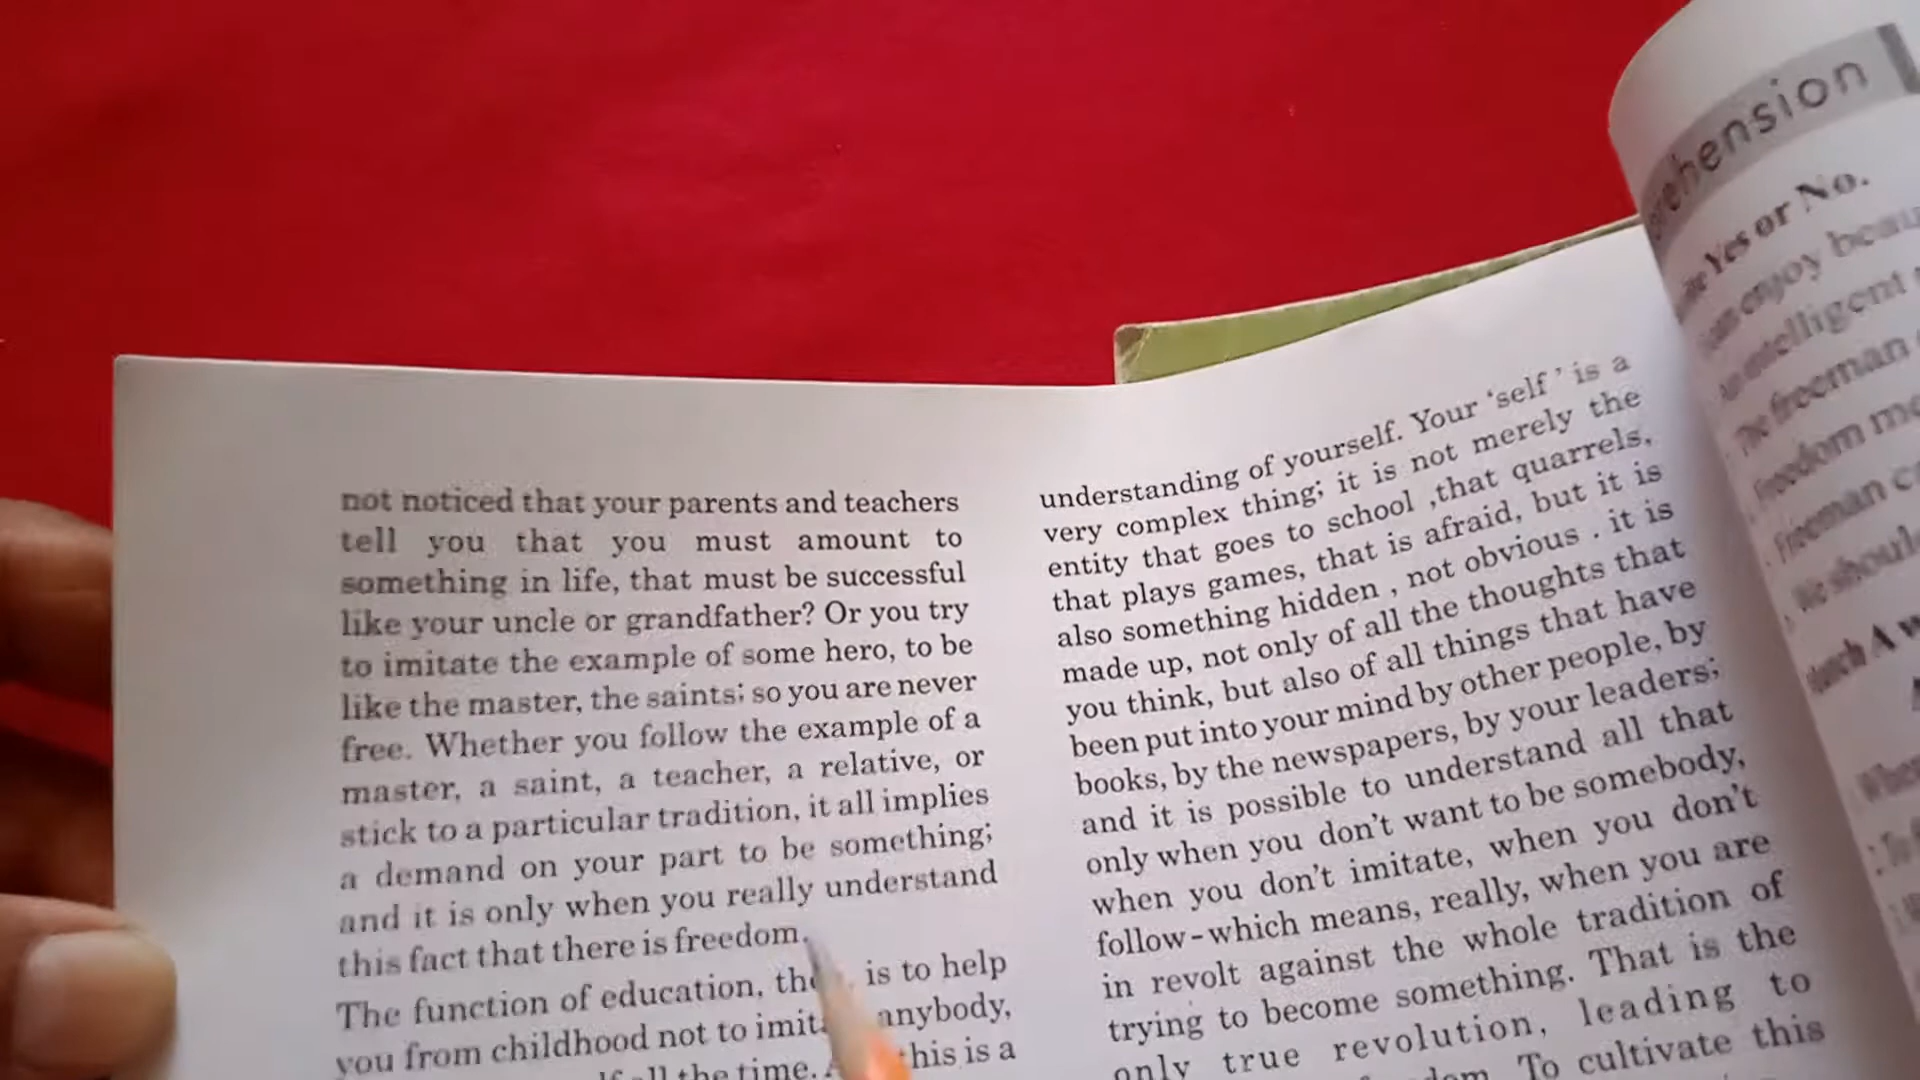 not noticed that your parents and teachers
tell you that you must amount to
something in life, that must be successful
like your uncle or grandfather? Or you try
to imitate the example of some hero, to be
like the master, the saints; so you are never
free. Whether you follow the example of a
master, a saint, a teacher, a relative, or
stick to a particular tradition, it all implies
a demand on your part to be something;
and it is only when you really understand
this fact that there is freedom.
The function of education, is to help
you from childhood not to anybody,
all the time. this is a
understanding of yourself. Your 'self' is a
very complex thing; it is not merely the
entity that goes to school ,that quarrels,
that plays games, that is afraid, but it is
also something hidden , not obvious . it is
made up, not only of all the thoughts that
you think, but also of all things that have
been put into your mind by other people, by
books, by the newspapers, by your leaders;
and it is possible to understand all that
only when you don't want to be somebody,
when you don't imitate, when you don't
follow-which means, really, when you are
in revolt against the whole tradition of
trying to become something. That is the
only true revolution, leading to
To cultivate this
Yes or No.
enjoy
intelligent
The freeman
Freedom
Freeman
We
A